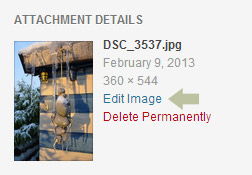 ATTACHMENT DETAILS
DSC_3537.jpg
February 9, 2013
360 × 544
Edit Image
Delete Permanently